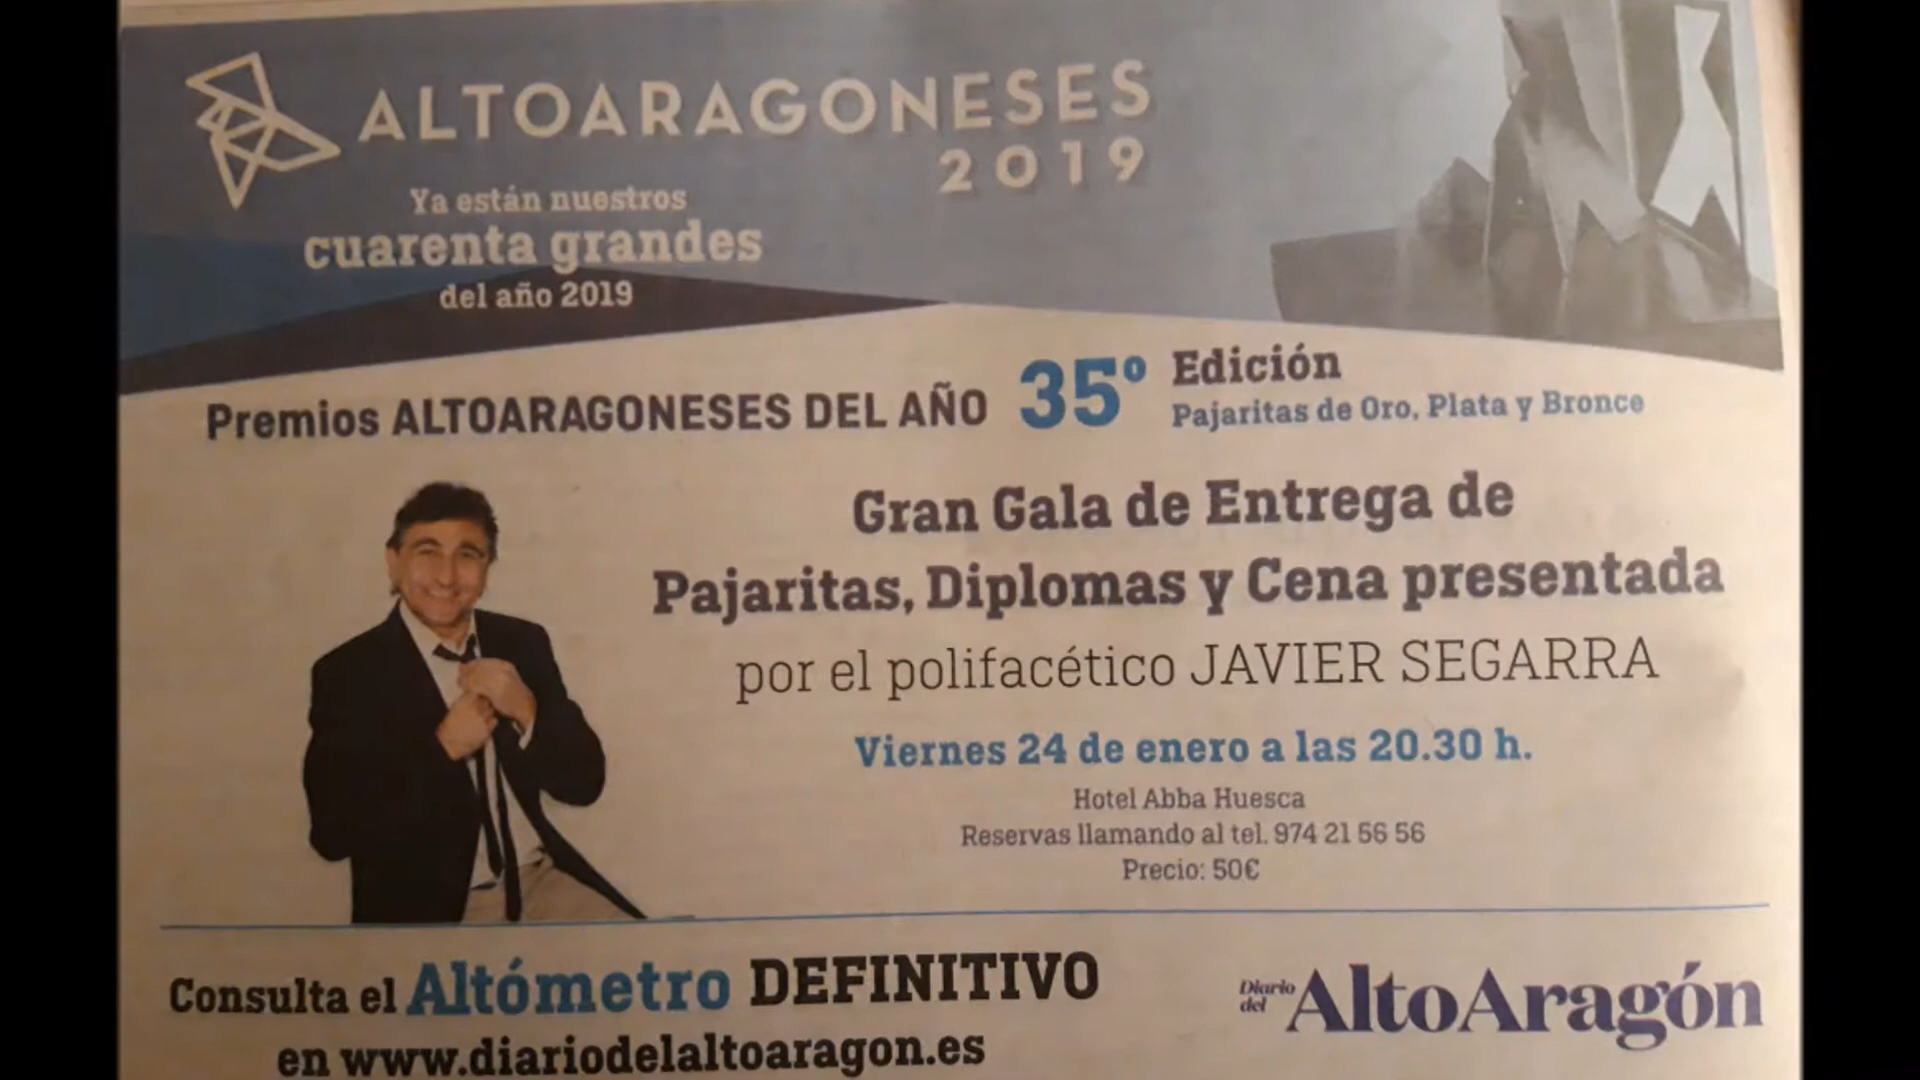 ALTOARAGONESES
2019
Ya están nuestros
cuarenta grandes
del año 2019
Premios ALTOARAGONESES DEL AÑO 35º Edición
Pajaritas de Oro, Plata y Bronce
Gran Gala de Entrega de
Pajaritas, Diplomas y Cena presentada
por el polifacético JAVIER SEGARRA
Viernes 24 de enero a las 20.30 h.
Hotel Abba Huesca
Reservas llamando al tel. 974 21 56 56
Precio: 50€
Consulta el Altómetro DEFINITIVO
en www.diariodelaltoaragon.es
Diario del AltoAragón